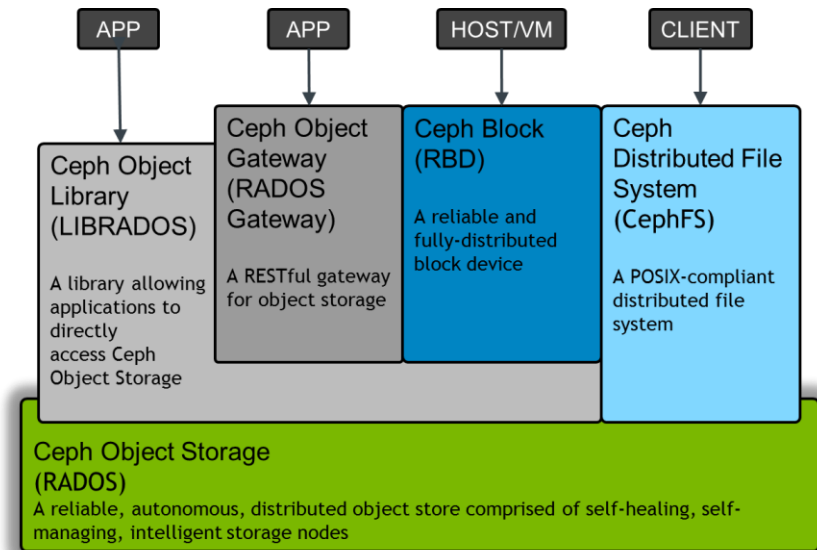 APP
APP
HOST/VM
CLIENT
Ceph Object
Library
(LIBRADOS)
A library allowing
applications to
directly
access Ceph
Object Storage
Ceph Object
Gateway
(RADOS
Gateway)
A RESTful gateway
for object storage
Ceph Block
(RBD)
A reliable and
fully-distributed
block device
Ceph
Distributed File
System
(CephFS)
A POSIX-compliant
distributed file
system
Ceph Object Storage
(RADOS)
A reliable, autonomous, distributed object store comprised of self-healing, self-
managing, intelligent storage nodes